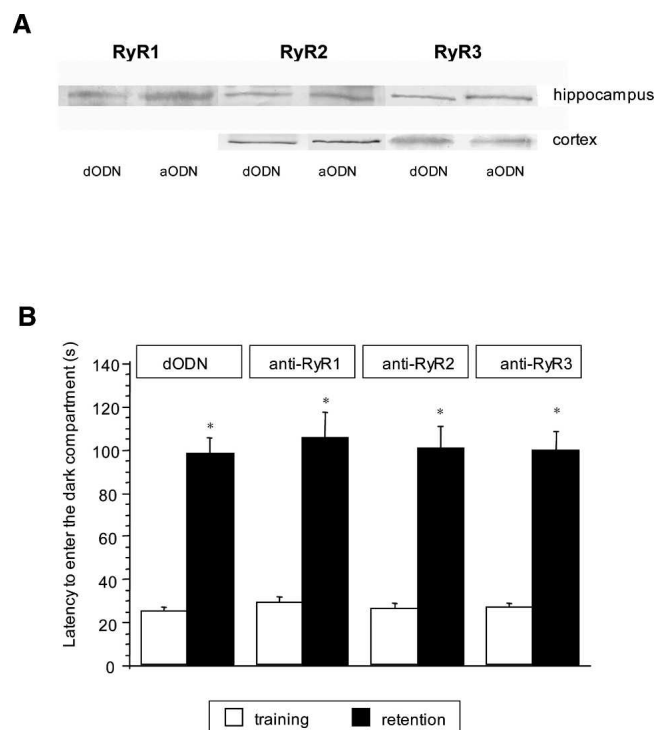 A
RyR1 RyR2 RyR3
hippocampus
cortex
dODN aODN dODN aODN dODN aODN
B
dODN anti-RyR1 anti-RyR2 anti-RyR3
Latency to enter the dark compartment (s)
140
120
100
80
60
40
20
0
* * * *
training retention